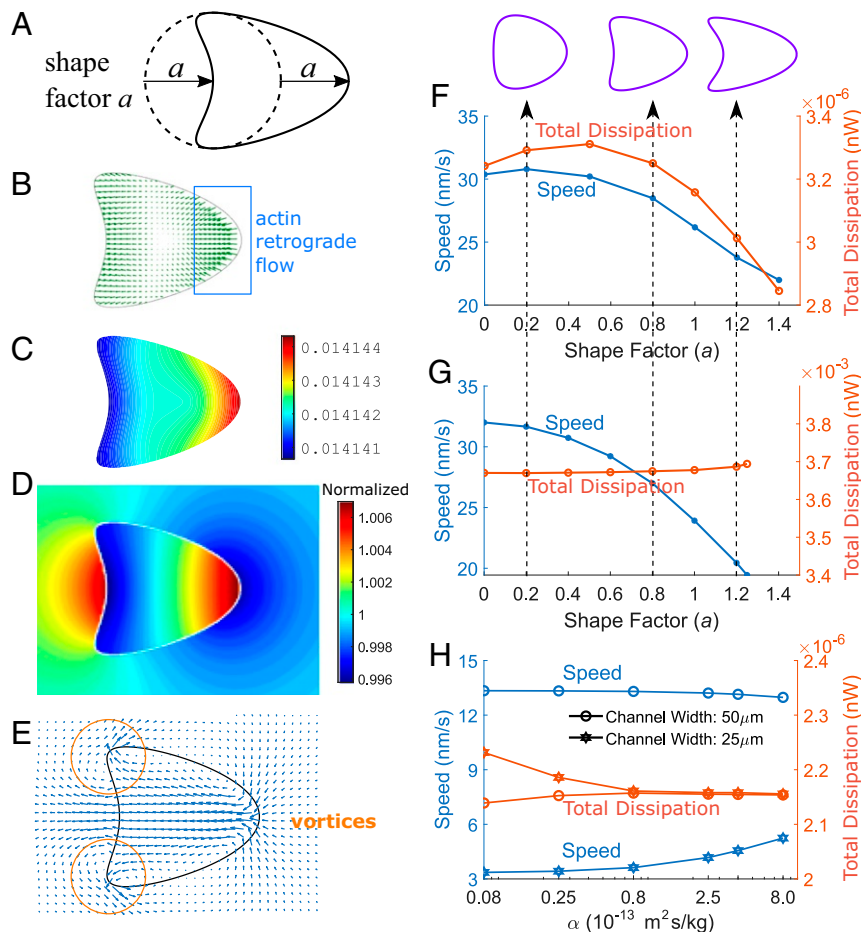 A
shape
factor a
a
a
B
actin
retrograde
flow
C
0.014144
0.014143
0.014142
0.014141
D
Normalized
1.006
1.004
1.002
1
0.998
0.996
E
vortices
F
×10⁻⁶
35
30
25
20
Speed (nm/s)
Total Dissipation
Speed
3.4
3.2
3
2.8
Total Dissipation (nW)
0 0.2 0.4 0.6 0.8 1 1.2 1.4
Shape Factor (a)
G
×10⁻³
32
28
24
20
Speed (nm/s)
Speed
Total Dissipation
3.8
3.7
3.6
3.5
3.4
Total Dissipation (nW)
0 0.2 0.4 0.6 0.8 1 1.2 1.4
Shape Factor (a)
H
×10⁻⁶
15
12
9
6
3
Speed (nm/s)
Speed
Channel Width: 50μm
Channel Width: 25μm
Total Dissipation
Speed
2.4
2.3
2.2
2.1
2
Total Dissipation (nW)
0.08 0.25 0.8 2.5 8.0
α (10⁻¹³ m²s/kg)